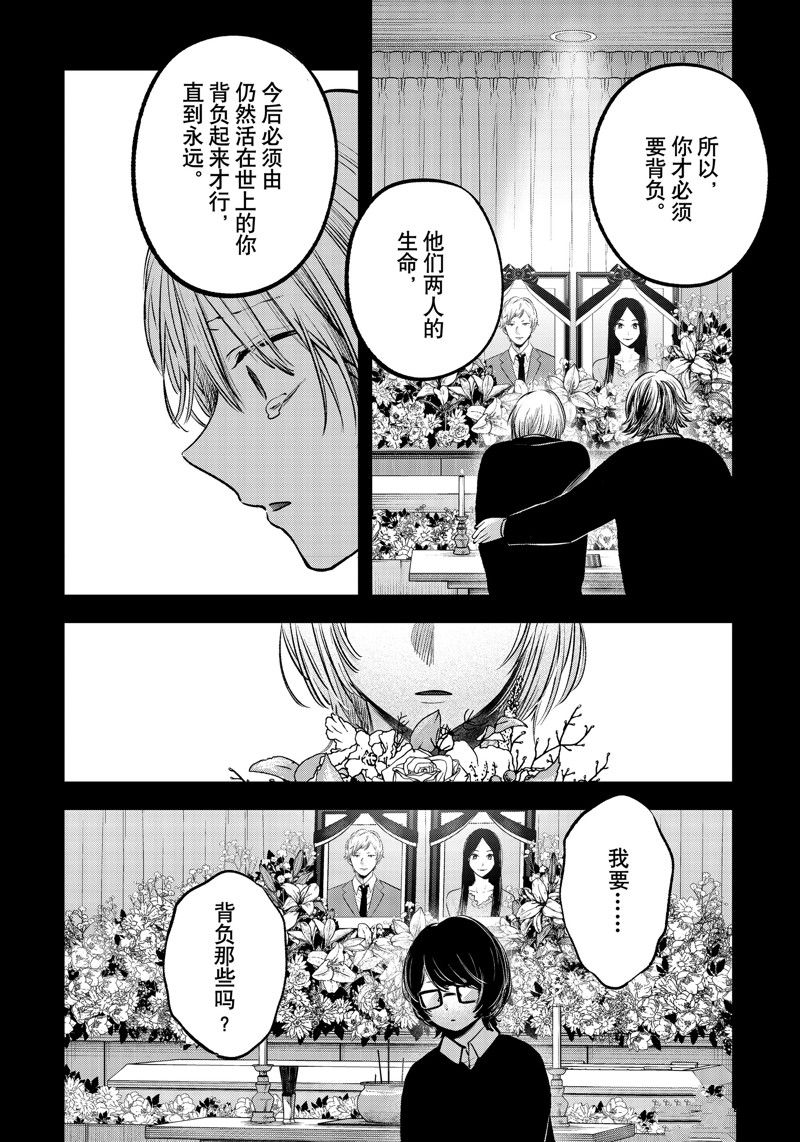 所以，
你才必须
要背负。
他们两人的
生命，
今后必须由
仍然活在世上的你
背负起来才行，
直到永远。
我要……
背负那些吗？